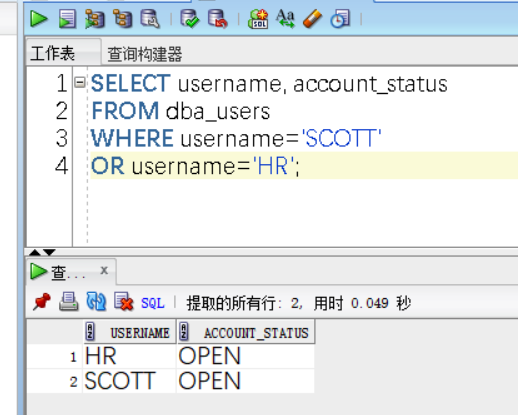 工作表 查询构建器
1 SELECT username, account_status
2 FROM dba_users
3 WHERE username='SCOTT'
4 OR username='HR';
查... x
SQL | 提取的所有行: 2, 用时 0.049 秒
USERNAME ACCOUNT_STATUS
1 HR OPEN
2 SCOTT OPEN